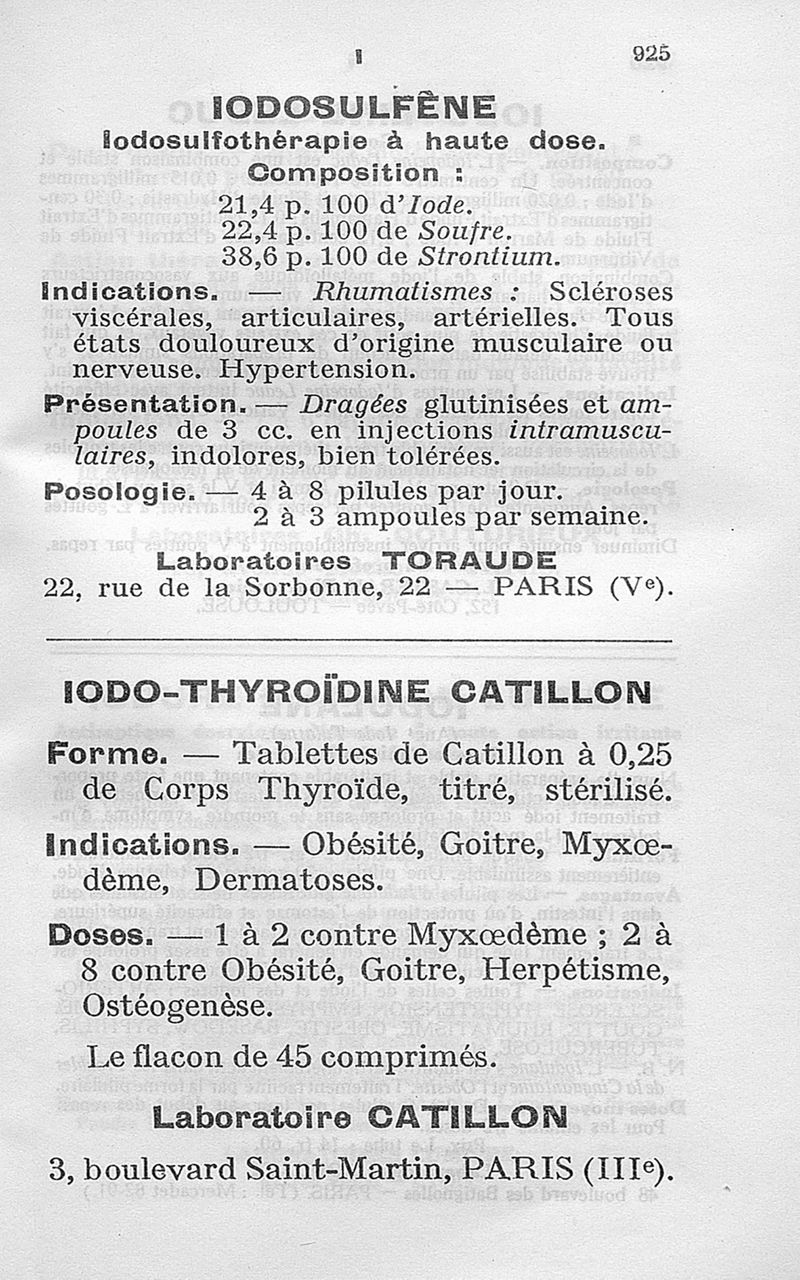 I
925
IODOSULFÊNE
Iodosulfothérapie à haute dose.
Composition :
21,4 p. 100 d'Iode.
22,4 p. 100 de Soufre.
38,6 p. 100 de Strontium.
Indications. — Rhumatismes : Scléroses
viscérales, articulaires, artérielles. Tous
états douloureux d'origine musculaire ou
nerveuse. Hypertension.
Présentation. — Dragées glutinisées et am-
poules de 3 cc. en injections intramuscu-
laires, indolores, bien tolérées.
Posologie. — 4 à 8 pilules par jour.
2 à 3 ampoules par semaine.
Laboratoires TORAUDE
22, rue de la Sorbonne, 22 — PARIS (Ve).
IODO-THYROÏDINE CATILLON
Forme. — Tablettes de Catillon à 0,25
de Corps Thyroïde, titré, stérilisé.
Indications. — Obésité, Goitre, Myxœ-
dème, Dermatoses.
Doses. — 1 à 2 contre Myxœdème ; 2 à
8 contre Obésité, Goitre, Herpétisme,
Ostéogenèse.
Le flacon de 45 comprimés.
Laboratoire CATILLON
3, boulevard Saint-Martin, PARIS (IIIe).